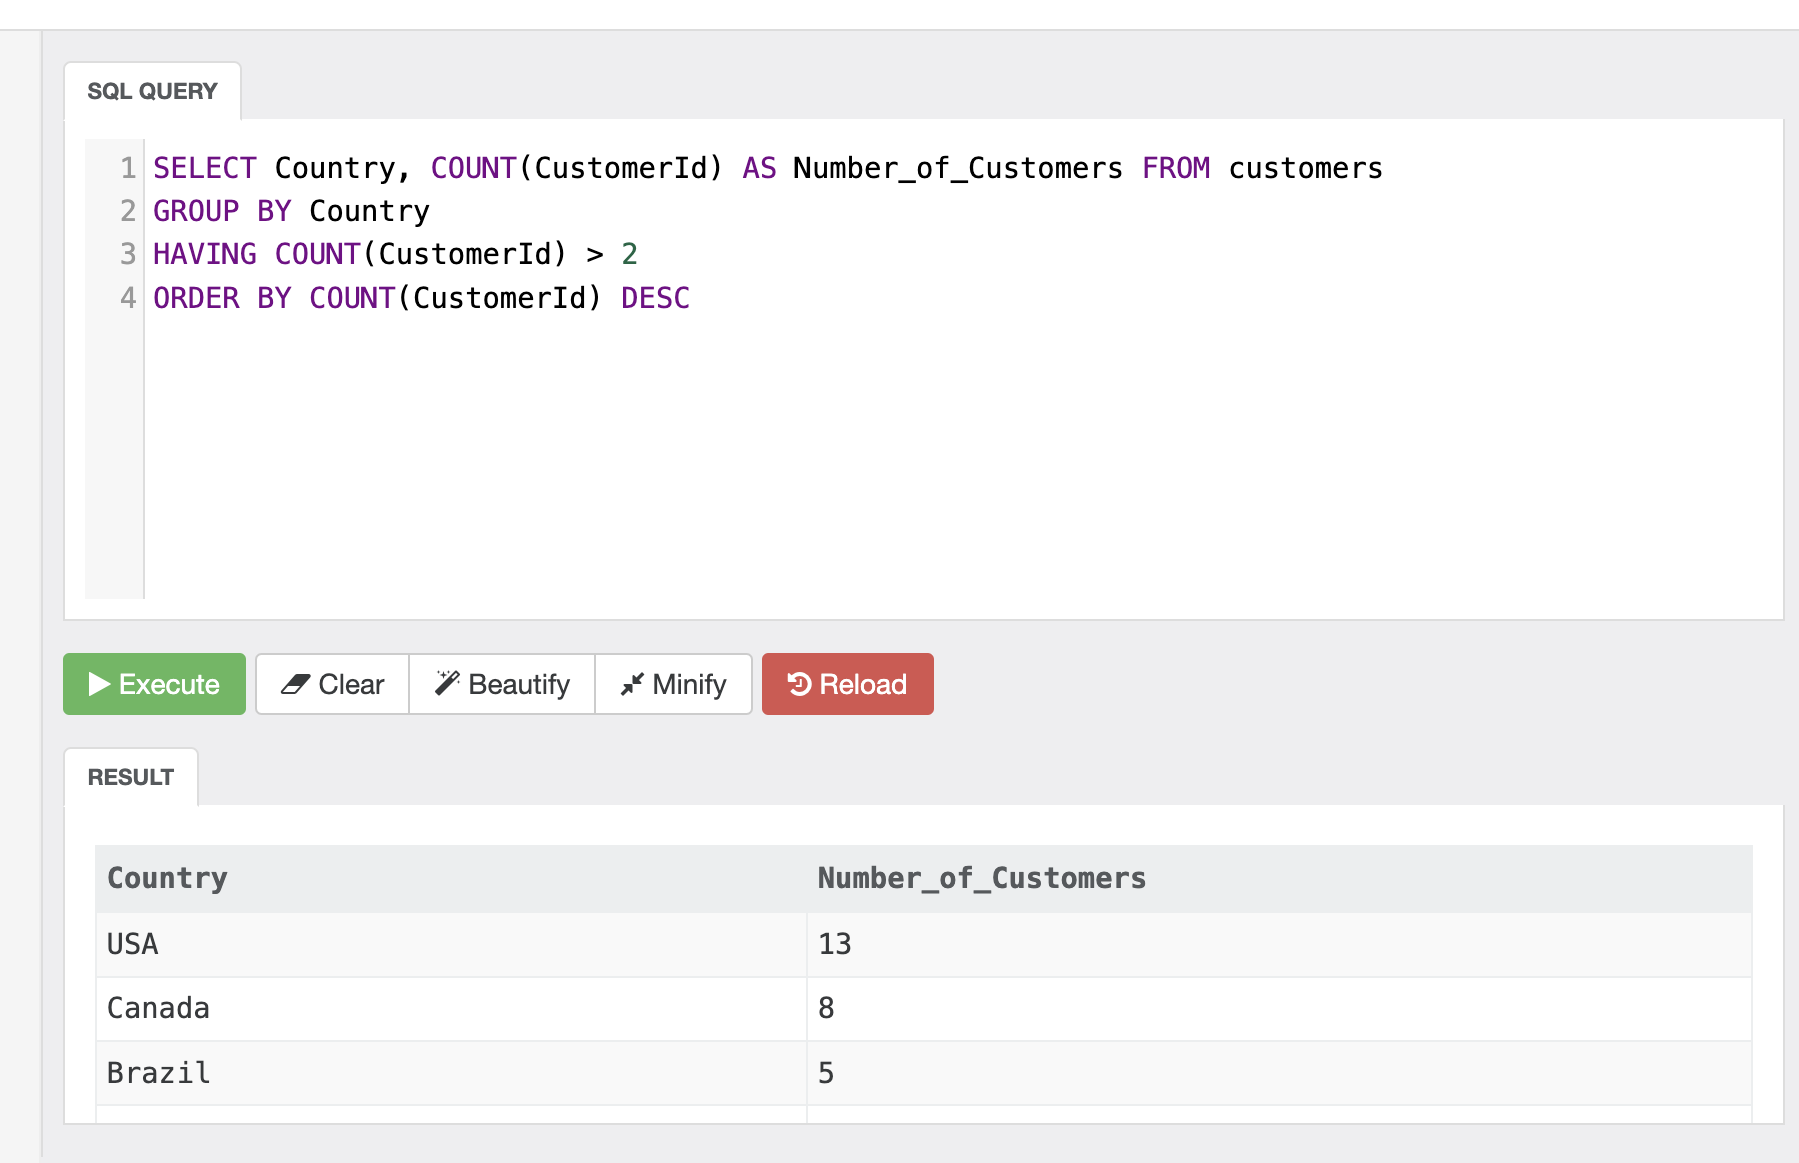 SQL QUERY
1 SELECT Country, COUNT(CustomerId) AS Number_of_Customers FROM customers
2 GROUP BY Country
3 HAVING COUNT(CustomerId) > 2
4 ORDER BY COUNT(CustomerId) DESC
Execute Clear Beautify Minify Reload
RESULT
Country Number_of_Customers
USA 13
Canada 8
Brazil 5